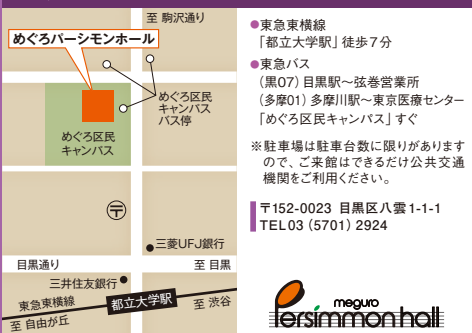 至 駒沢通り
めぐろパーシモンホール
めぐろ区民
キャンパス
バス停
めぐろ区民
キャンパス
〒
三菱UFJ銀行
目黒通り
至 目黒
三井住友銀行
東急東横線
都立大学駅
至 渋谷
至 自由が丘
●東急東横線
「都立大学駅」徒歩7分
●東急バス
(黒07) 目黒駅〜弦巻営業所
(多摩01) 多摩川駅〜東京医療センター
「めぐろ区民キャンパス」すぐ
※駐車場は駐車台数に限りがあります
ので、ご来館はできるだけ公共交通
機関をご利用ください。
〒152-0023 目黒区八雲1-1-1
TEL 03 (5701) 2924
meguro
Persimmon hall